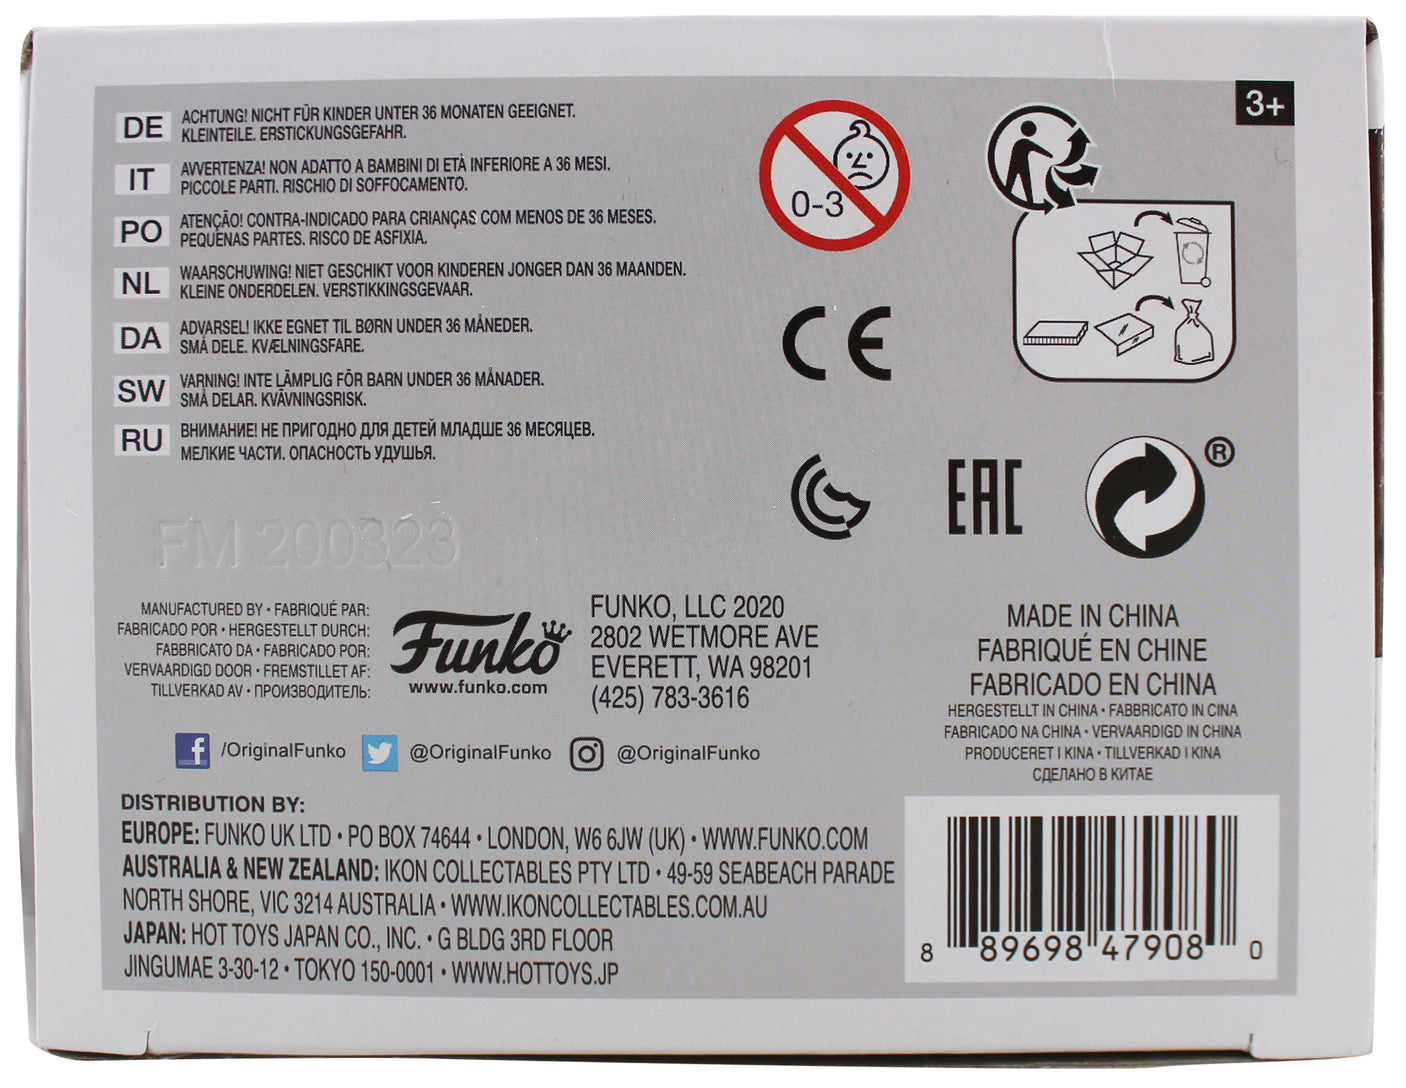 3+
DE
ACHTUNG! NICHT FÜR KINDER UNTER 36 MONATEN GEEIGNET.
KLEINTEILE. ERSTICKUNGSGEFAHR.
IT
AVVERTENZA! NON ADATTO A BAMBINI DI ETÀ INFERIORE A 36 MESI.
PICCOLE PARTI. RISCHIO DI SOFFOCAMENTO.
PO
ATENÇÃO! CONTRA-INDICADO PARA CRIANÇAS COM MENOS DE 36 MESES.
PEQUENAS PARTES. RISCO DE ASFIXIA.
NL
WAARSCHUWING! NIET GESCHIKT VOOR KINDEREN JONGER DAN 36 MAANDEN.
KLEINE ONDERDELEN. VERSTIKKINGSGEVAAR.
DA
ADVARSEL! IKKE EGNET TIL BØRN UNDER 36 MÅNEDER.
SMÅ DELE. KVÆLNINGSFARE.
SW
VARNING! INTE LÄMPLIG FÖR BARN UNDER 36 MÅNADER.
SMÅ DELAR. KVÄVNINGSRISK.
RU
ВНИМАНИЕ! НЕ ПРИГОДНО ДЛЯ ДЕТЕЙ МЛАДШЕ 36 МЕСЯЦЕВ.
МЕЛКИЕ ЧАСТИ. ОПАСНОСТЬ УДУШЬЯ.
0-3
CE
EAC
®
FM 200323
MANUFACTURED BY • FABRIQUÉ PAR:
FABRICADO POR • HERGESTELLT DURCH:
FABBRICATO DA • FABRICADO POR:
VERVAARDIGD DOOR • FREMSTILLET AF:
TILLVERKAD AV • ПРОИЗВОДИТЕЛЬ:
Funko
www.funko.com
FUNKO, LLC 2020
2802 WETMORE AVE
EVERETT, WA 98201
(425) 783-3616
MADE IN CHINA
FABRIQUÉ EN CHINE
FABRICADO EN CHINA
HERGESTELLT IN CHINA • FABBRICATO IN CINA
FABRICADO NA CHINA • VERVAARDIGD IN CHINA
PRODUCERET I KINA • TILLVERKAD I KINA
СДЕЛАНО В КИТАЕ
f /OriginalFunko @OriginalFunko @OriginalFunko
DISTRIBUTION BY:
EUROPE: FUNKO UK LTD • PO BOX 74644 • LONDON, W6 6JW (UK) • WWW.FUNKO.COM
AUSTRALIA & NEW ZEALAND: IKON COLLECTABLES PTY LTD • 49-59 SEABEACH PARADE
NORTH SHORE, VIC 3214 AUSTRALIA • WWW.IKONCOLLECTABLES.COM.AU
JAPAN: HOT TOYS JAPAN CO., INC. • G BLDG 3RD FLOOR
JINGUMAE 3-30-12 • TOKYO 150-0001 • WWW.HOTTOYS.JP
8 89698 47908 0